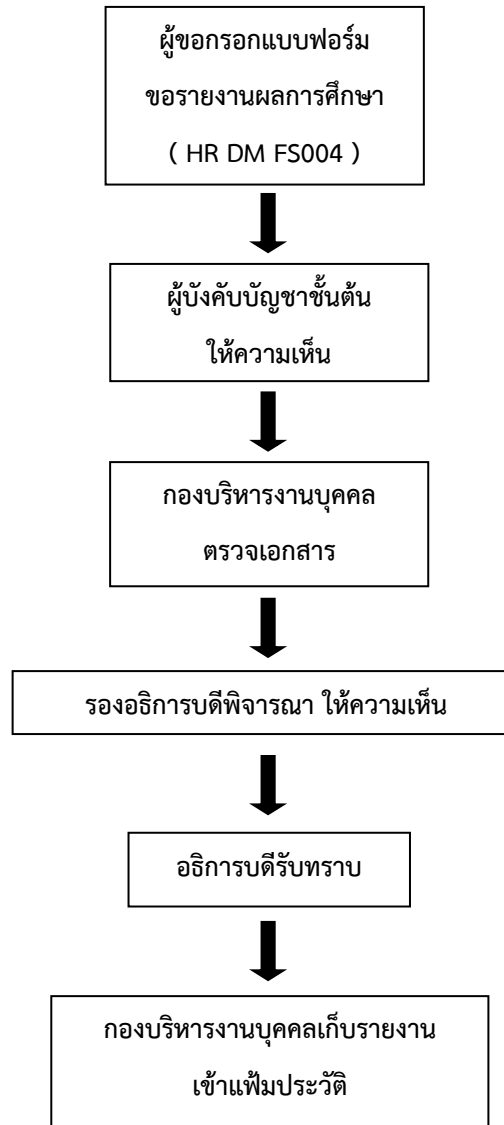 ผู้ขอกรอกแบบฟอร์ม
ขอรายงานผลการศึกษา
( HR DM FS004 )
ผู้บังคับบัญชาชั้นต้น
ให้ความเห็น
กองบริหารงานบุคคล
ตรวจเอกสาร
รองอธิการบดีพิจารณา ให้ความเห็น
อธิการบดีรับทราบ
กองบริหารงานบุคคลเก็บรายงาน
เข้าแฟ้มประวัติ